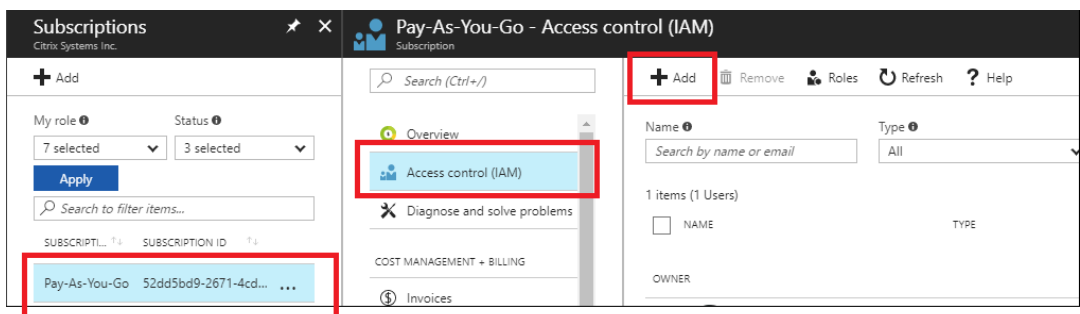 Subscriptions
Citrix Systems Inc.
Add
My role
Status
7 selected
3 selected
Apply
Search to filter items...
SUBSCRIPTI...
SUBSCRIPTION ID
Pay-As-You-Go
52dd5bd9-2671-4cd...
...
Pay-As-You-Go - Access control (IAM)
Subscription
Search (Ctrl+/)
Overview
Access control (IAM)
Diagnose and solve problems
COST MANAGEMENT + BILLING
Invoices
Add
Remove
Roles
Refresh
? Help
Name
Type
Search by name or email
All
1 items (1 Users)
NAME
TYPE
OWNER